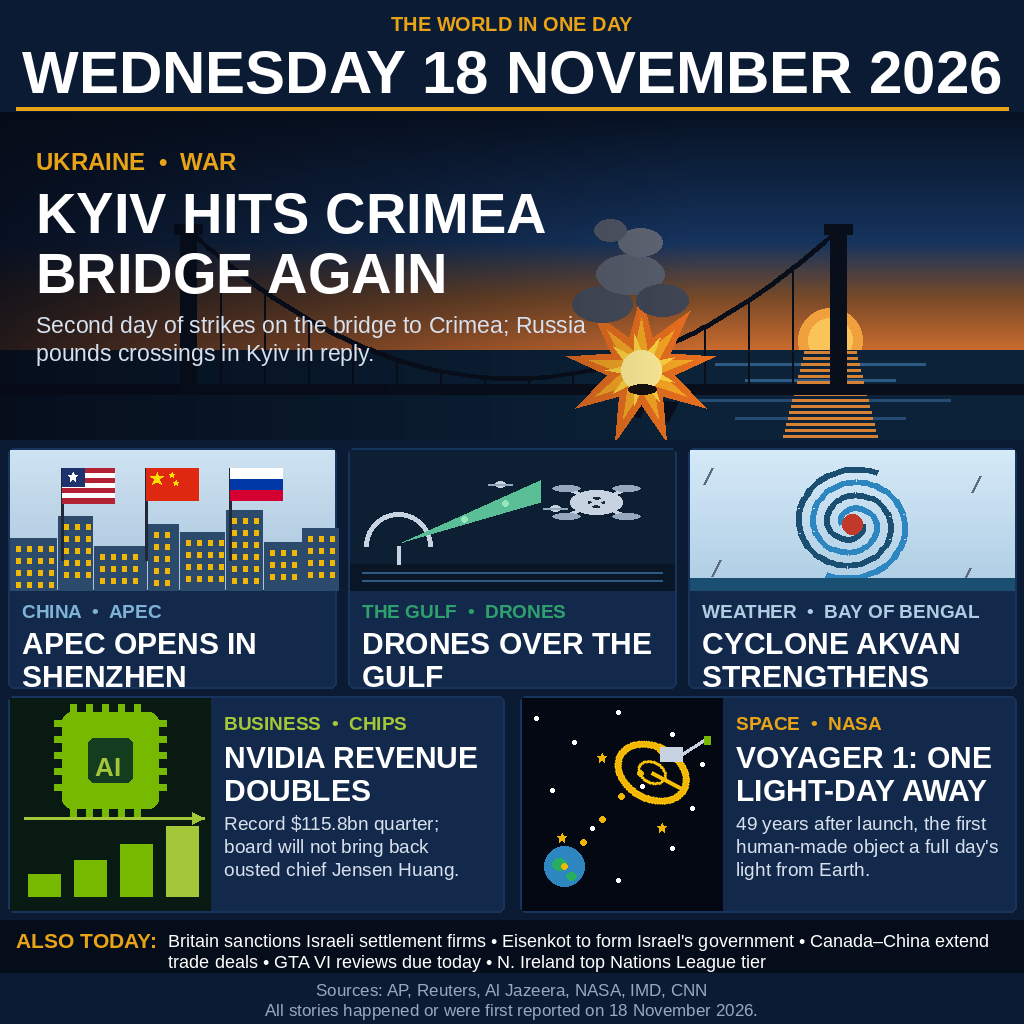 THE WORLD IN ONE DAY
WEDNESDAY 18 NOVEMBER 2026
UKRAINE • WAR
KYIV HITS CRIMEA
BRIDGE AGAIN
Second day of strikes on the bridge to Crimea; Russia
pounds crossings in Kyiv in reply.
CHINA • APEC
APEC OPENS IN
SHENZHEN
THE GULF • DRONES
DRONES OVER THE
GULF
WEATHER • BAY OF BENGAL
CYCLONE AKVAN
STRENGTHENS
AI
BUSINESS • CHIPS
NVIDIA REVENUE
DOUBLES
Record $115.8bn quarter;
board will not bring back
ousted chief Jensen Huang.
SPACE • NASA
VOYAGER 1: ONE
LIGHT-DAY AWAY
49 years after launch, the first
human-made object a full day's
light from Earth.
ALSO TODAY: Britain sanctions Israeli settlement firms • Eisenkot to form Israel's government • Canada–China extend
trade deals • GTA VI reviews due today • N. Ireland top Nations League tier
Sources: AP, Reuters, Al Jazeera, NASA, IMD, CNN
All stories happened or were first reported on 18 November 2026.